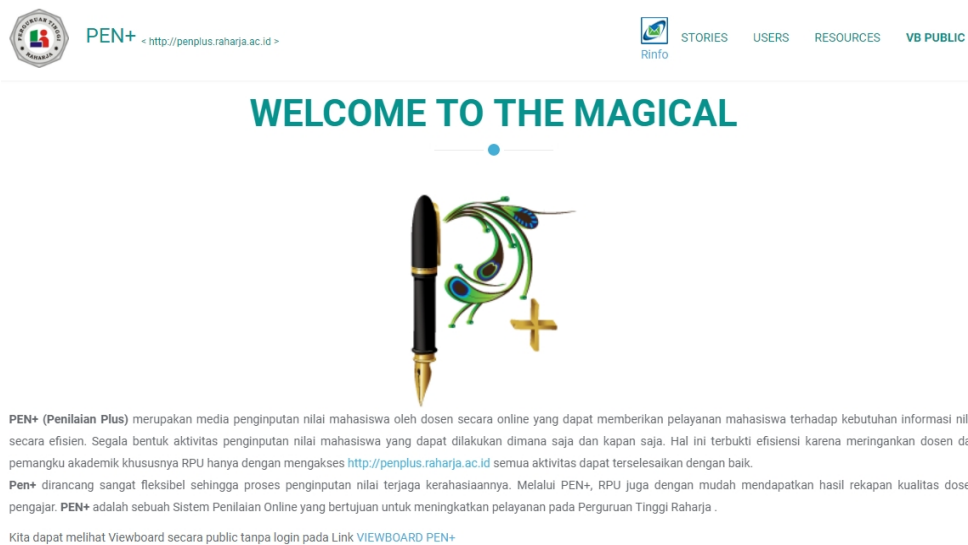 PERGURUAN TINGGI
RAHARJA
PEN+ < http://penplus.raharja.ac.id >
Rinfo
STORIES USERS RESOURCES VB PUBLIC
WELCOME TO THE MAGICAL
PEN+ (Penilaian Plus) merupakan media penginputan nilai mahasiswa oleh dosen secara online yang dapat memberikan pelayanan mahasiswa terhadap kebutuhan informasi nil
secara efisien. Segala bentuk aktivitas penginputan nilai mahasiswa yang dapat dilakukan dimana saja dan kapan saja. Hal ini terbukti efisiensi karena meringankan dosen da
pemangku akademik khususnya RPU hanya dengan mengakses http://penplus.raharja.ac.id semua aktivitas dapat terselesaikan dengan baik.
Pen+ dirancang sangat fleksibel sehingga proses penginputan nilai terjaga kerahasiaannya. Melalui PEN+, RPU juga dengan mudah mendapatkan hasil rekapan kualitas dose
pengajar. PEN+ adalah sebuah Sistem Penilaian Online yang bertujuan untuk meningkatkan pelayanan pada Perguruan Tinggi Raharja .
Kita dapat melihat Viewboard secara public tanpa login pada Link VIEWBOARD PEN+